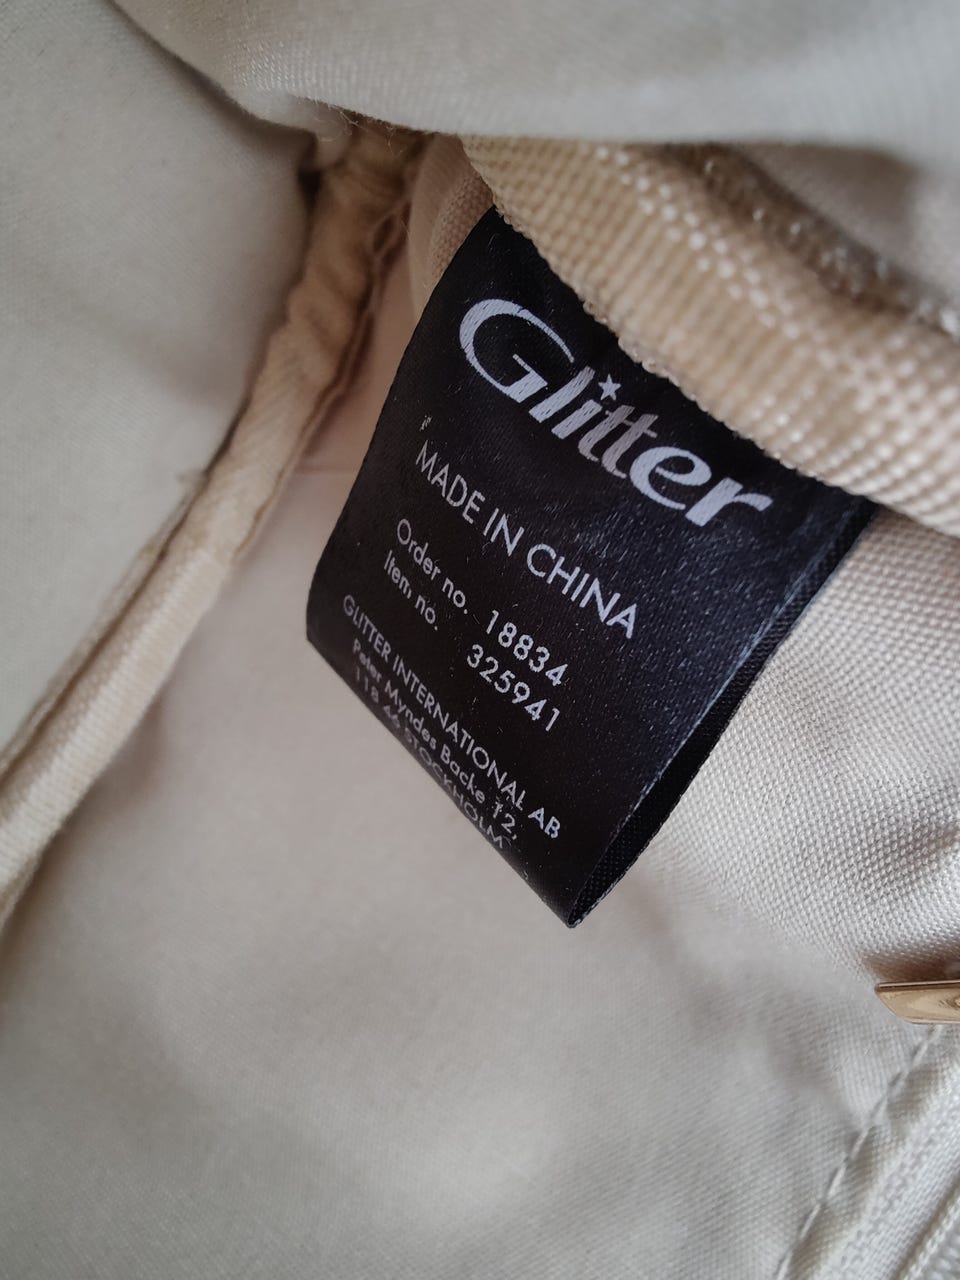 Glitter
MADE IN CHINA
Order no. 18834
Item no. 325941
GLITTER INTERNATIONAL AB
Peter Myndes Backe 12,
118 46 STOCKHOLM